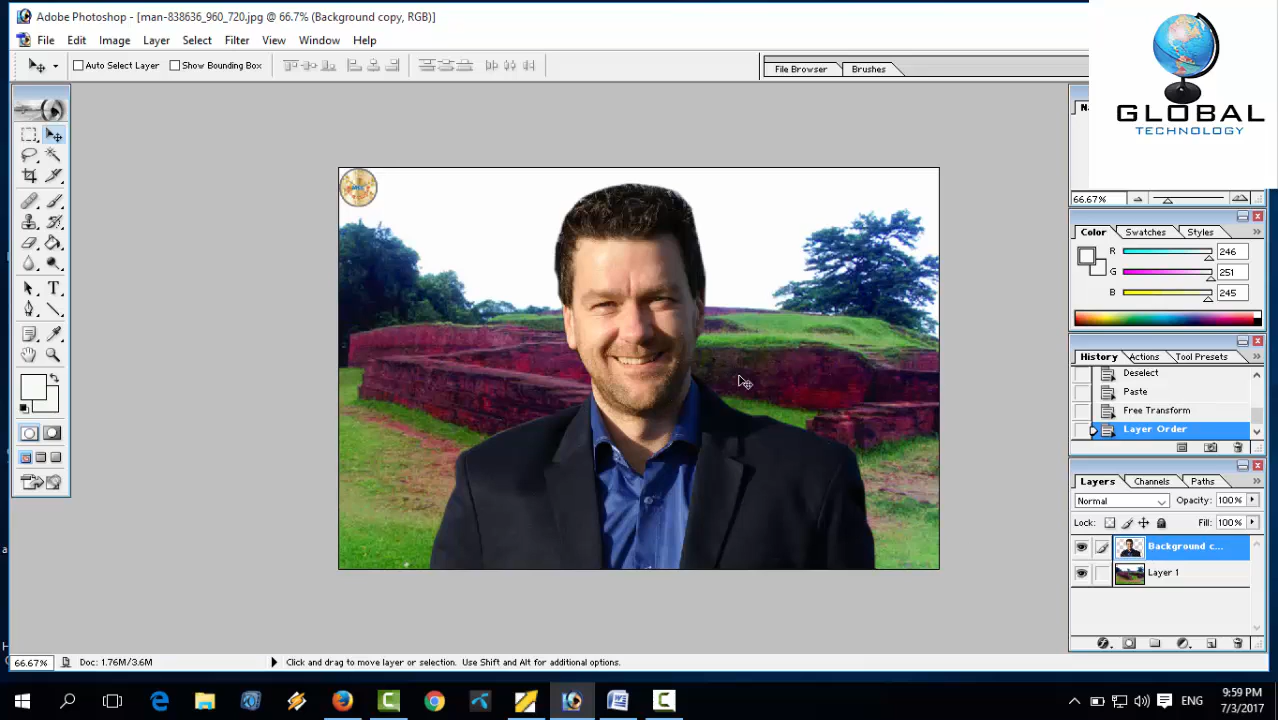 Adobe Photoshop - [man-838636_960_720.jpg @ 66.7% (Background copy, RGB)]
File Edit Image Layer Select Filter View Window Help
Auto Select Layer Show Bounding Box
File Browser Brushes
GLOBAL
TECHNOLOGY
66.67%
Color Swatches Styles
R 246
G 251
B 245
History Actions Tool Presets
Deselect
Paste
Free Transform
Layer Order
Layers Channels Paths
Normal Opacity: 100%
Lock: Fill: 100%
Background c...
Layer 1
66.67% Doc: 1.76M/3.6M Click and drag to move layer or selection. Use Shift and Alt for additional options.
ENG
9:59 PM
7/3/2017